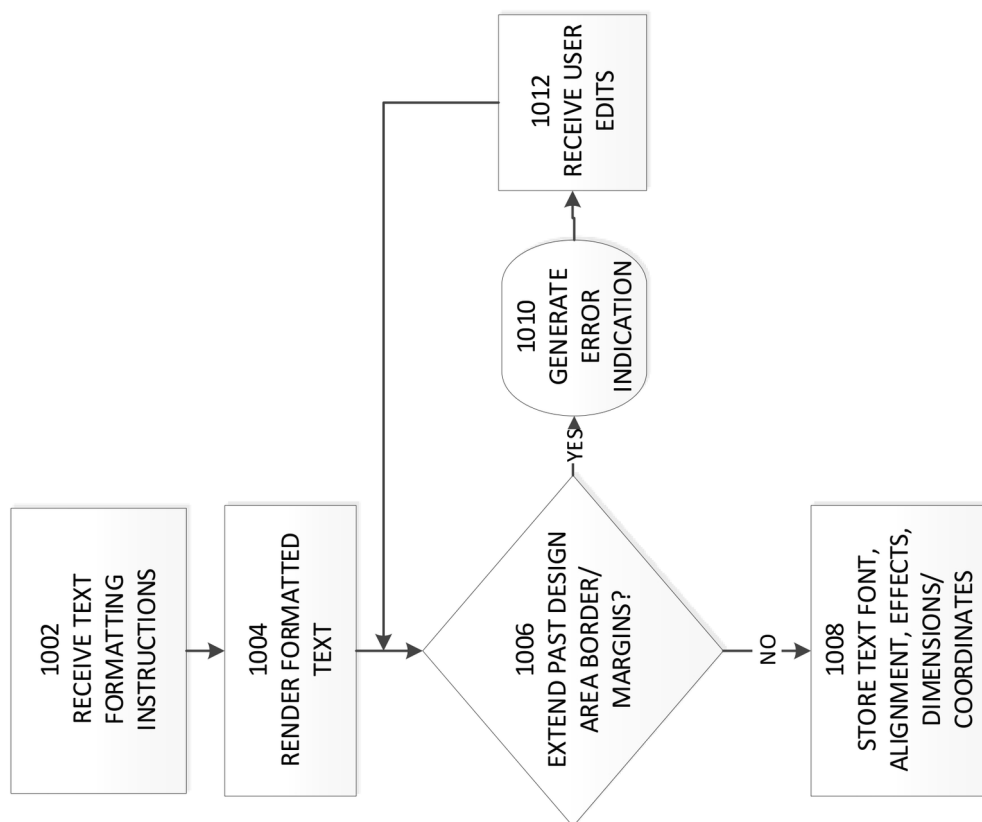 1002
RECEIVE TEXT
FORMATTING
INSTRUCTIONS
1004
RENDER FORMATTED
TEXT
1006
EXTEND PAST DESIGN
AREA BORDER/
MARGINS?
YES
1010
GENERATE
ERROR
INDICATION
1012
RECEIVE USER
EDITS
NO
1008
STORE TEXT FONT,
ALIGNMENT, EFFECTS,
DIMENSIONS/
COORDINATES